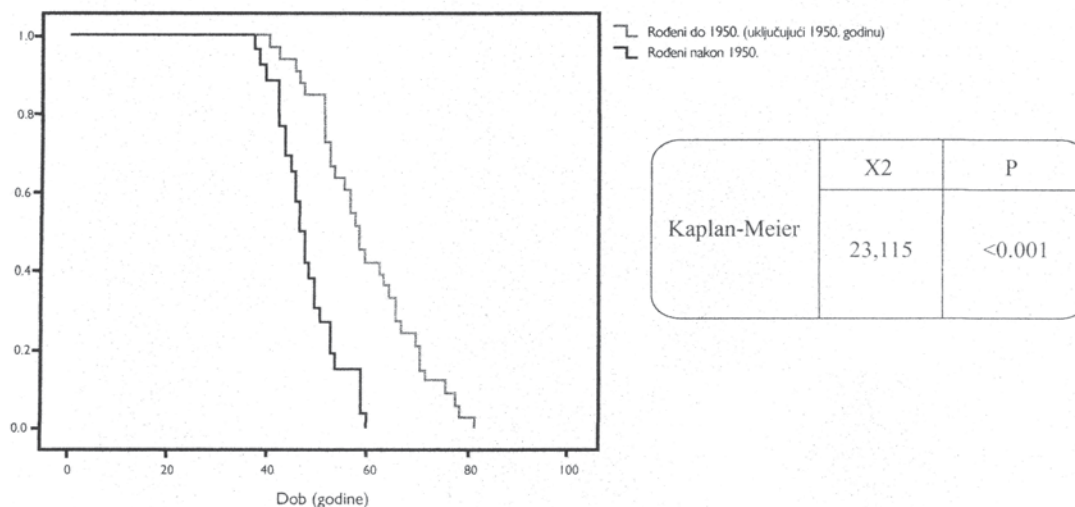 Rođeni do 1950. (uključujući 1950. godinu)
Rođeni nakon 1950.
1.0
0.8
0.6
0.4
0.2
0.0
0 20 40 60 80 100
Dob (godine)
X2 P
Kaplan-Meier
23,115 <0.001